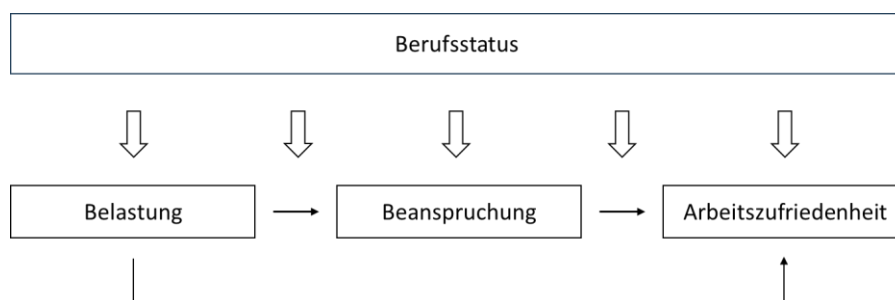 Berufsstatus
Belastung
Beanspruchung
Arbeitszufriedenheit